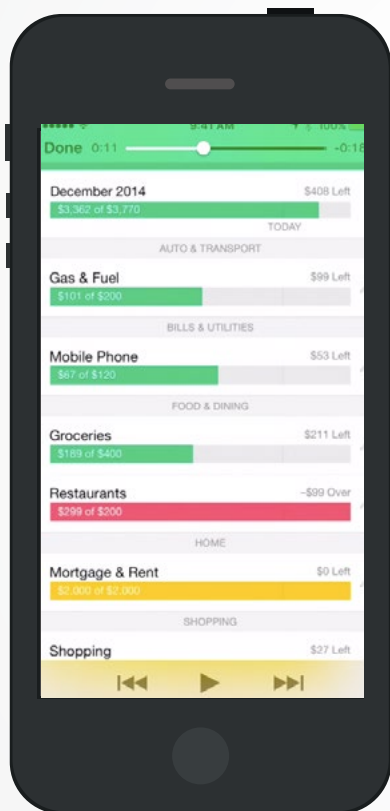 9:41 AM 100%
Done 0:11 -0:18
December 2014 $408 Left
$3,362 of $3,770
TODAY
AUTO & TRANSPORT
Gas & Fuel $99 Left
$101 of $200
BILLS & UTILITIES
Mobile Phone $53 Left
$67 of $120
FOOD & DINING
Groceries $211 Left
$189 of $400
Restaurants -$99 Over
$299 of $200
HOME
Mortgage & Rent $0 Left
$2,000 of $2,000
SHOPPING
Shopping $27 Left